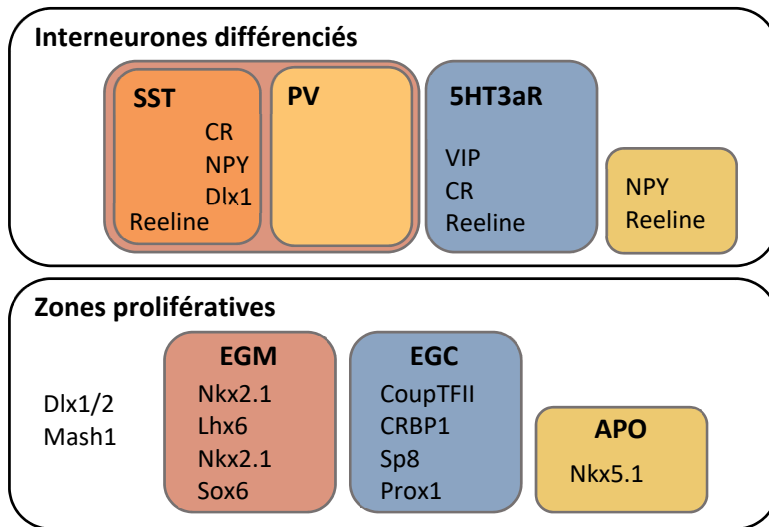 Interneurones différenciés
SST
CR
NPY
Dlx1
Reeline
PV
5HT3aR
VIP
CR
Reeline
NPY
Reeline
Zones prolifératives
Dlx1/2
Mash1
EGM
Nkx2.1
Lhx6
Nkx2.1
Sox6
EGC
CoupTFII
CRBP1
Sp8
Prox1
APO
Nkx5.1